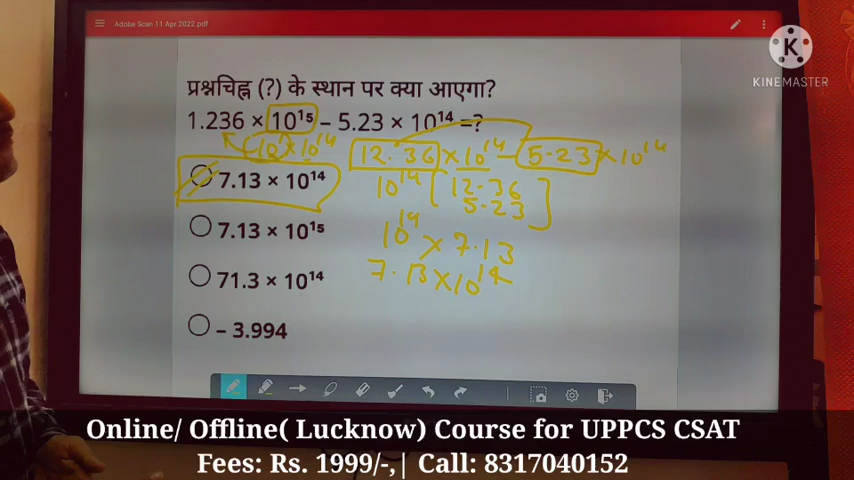 Adobe Scan 11 Apr 2022.pdf
K
KINEMASTER
प्रश्नचिह्न (?) के स्थान पर क्या आएगा?
1.236 × 10¹⁵ – 5.23 × 10¹⁴ =?
10¹ × 10¹⁴
12.36 × 10¹⁴ – 5.23 × 10¹⁴
7.13 × 10¹⁴
10¹⁴ [ 12.36
5.23 ]
7.13 × 10¹⁵
10¹⁴ × 7.13
71.3 × 10¹⁴
7.13 × 10¹⁴
– 3.994
Online/ Offline( Lucknow) Course for UPPCS CSAT
Fees: Rs. 1999/-,| Call: 8317040152